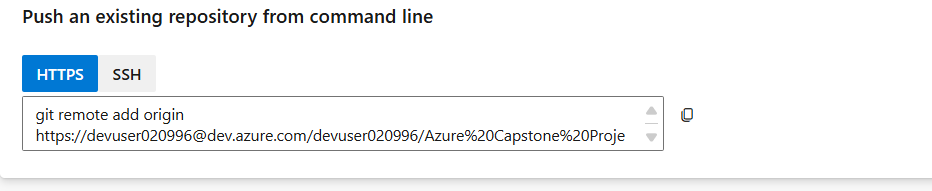 Push an existing repository from command line
HTTPS SSH
git remote add origin
https://devuser020996@dev.azure.com/devuser020996/Azure%20Capstone%20Proje